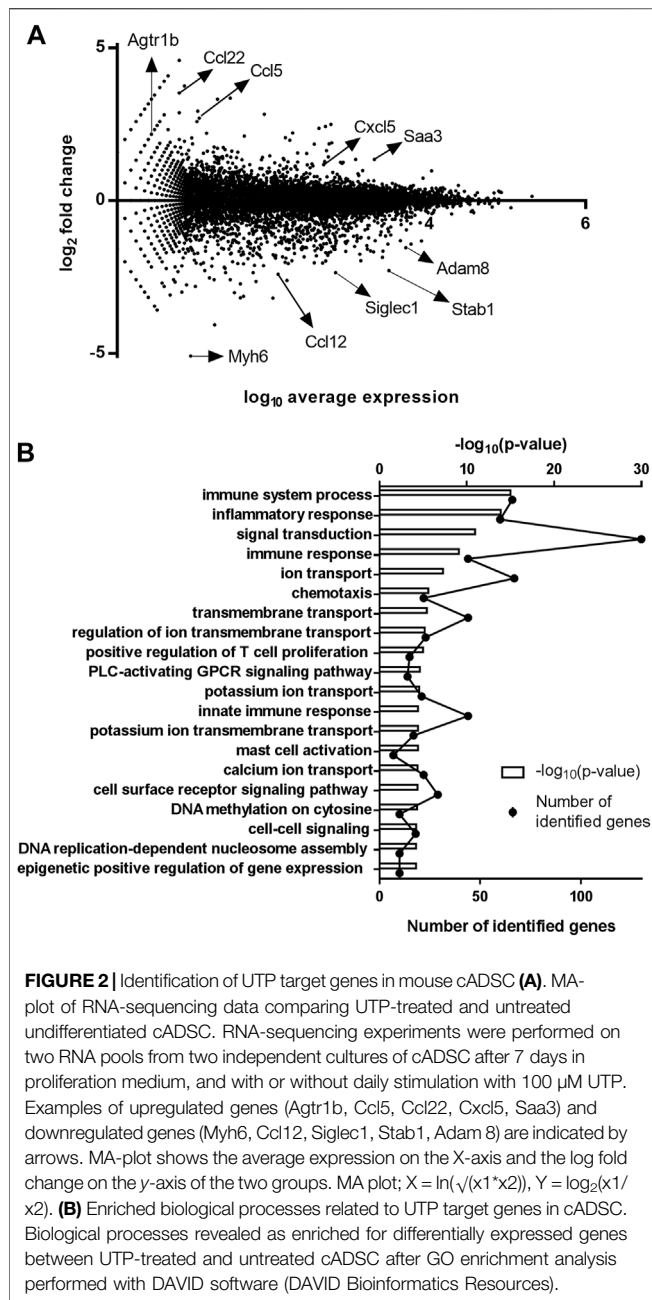 A
5
Agtr1b
Ccl22
Ccl5
Cxcl5
Saa3
0
4
6
log2 fold change
Adam8
Siglec1
Stab1
Ccl12
-5
Myh6
log10 average expression
B
-log10(p-value)
0 10 20 30
immune system process
inflammatory response
signal transduction
immune response
ion transport
chemotaxis
transmembrane transport
regulation of ion transmembrane transport
positive regulation of T cell proliferation
PLC-activating GPCR signaling pathway
potassium ion transport
innate immune response
potassium ion transmembrane transport
mast cell activation
calcium ion transport
cell surface receptor signaling pathway
DNA methylation on cytosine
cell-cell signaling
DNA replication-dependent nucleosome assembly
epigenetic positive regulation of gene expression
-log10(p-value)
Number of
identified genes
0 50 100
Number of identified genes
FIGURE 2 | Identification of UTP target genes in mouse cADSC (A). MA-
plot of RNA-sequencing data comparing UTP-treated and untreated
undifferentiated cADSC. RNA-sequencing experiments were performed on
two RNA pools from two independent cultures of cADSC after 7 days in
proliferation medium, and with or without daily stimulation with 100 µM UTP.
Examples of upregulated genes (Agtr1b, Ccl5, Ccl22, Cxcl5, Saa3) and
downregulated genes (Myh6, Ccl12, Siglec1, Stab1, Adam 8) are indicated by
arrows. MA-plot shows the average expression on the X-axis and the log fold
change on the y-axis of the two groups. MA plot; X = ln(√(x1*x2)), Y = log2(x1/
x2). (B) Enriched biological processes related to UTP target genes in cADSC.
Biological processes revealed as enriched for differentially expressed genes
between UTP-treated and untreated cADSC after GO enrichment analysis
performed with DAVID software (DAVID Bioinformatics Resources).